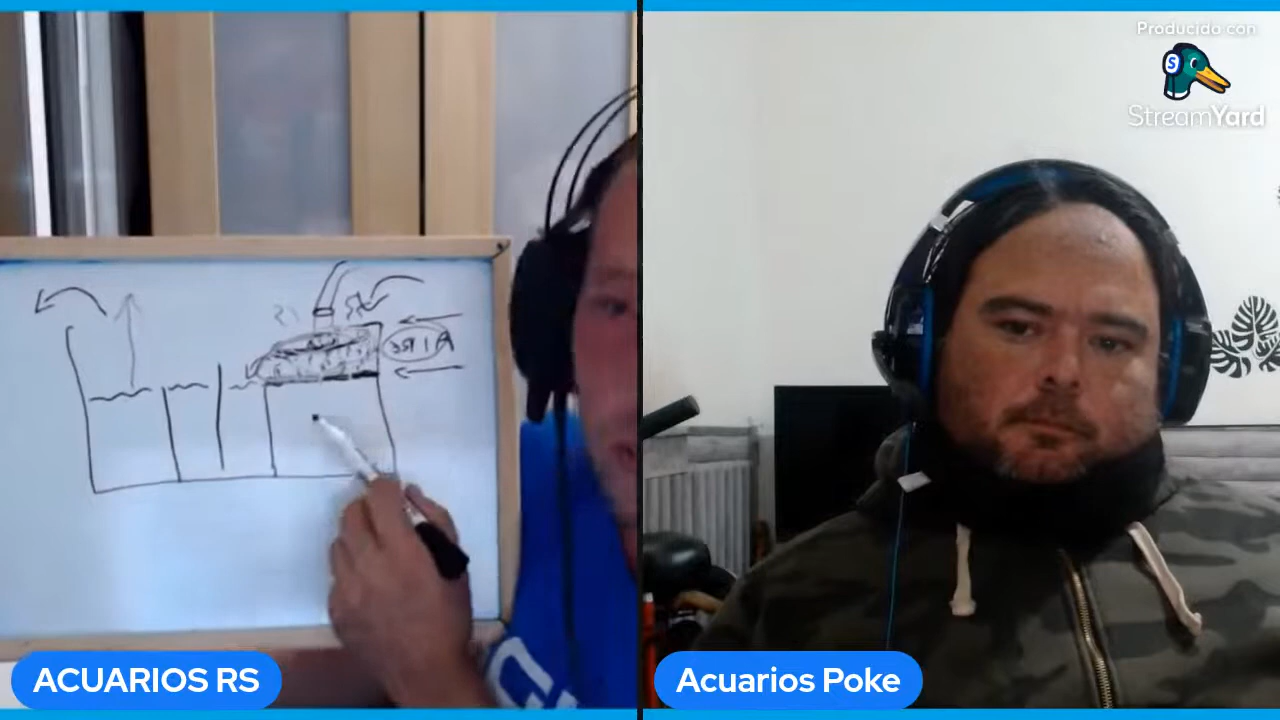 Producido con
S
StreamYard
AIRE
ACUARIOS RS
Acuarios Poke